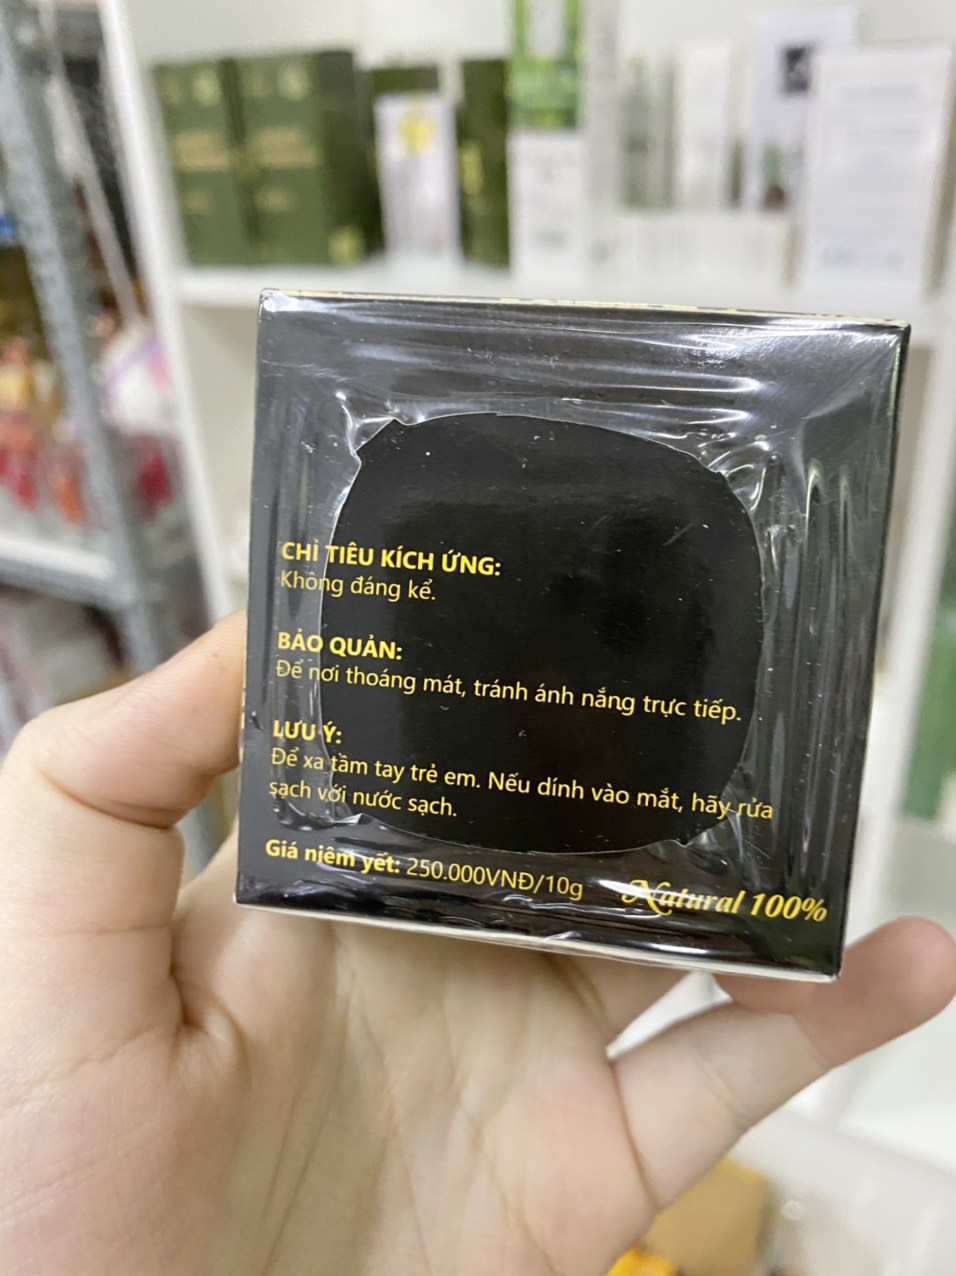 CHỈ TIÊU KÍCH ỨNG:
Không đáng kể.
BẢO QUẢN:
Để nơi thoáng mát, tránh ánh nắng trực tiếp.
LƯU Ý:
Để xa tầm tay trẻ em. Nếu dính vào mắt, hãy rửa
sạch với nước sạch.
Giá niêm yết: 250.000VNĐ/10g
Natural 100%